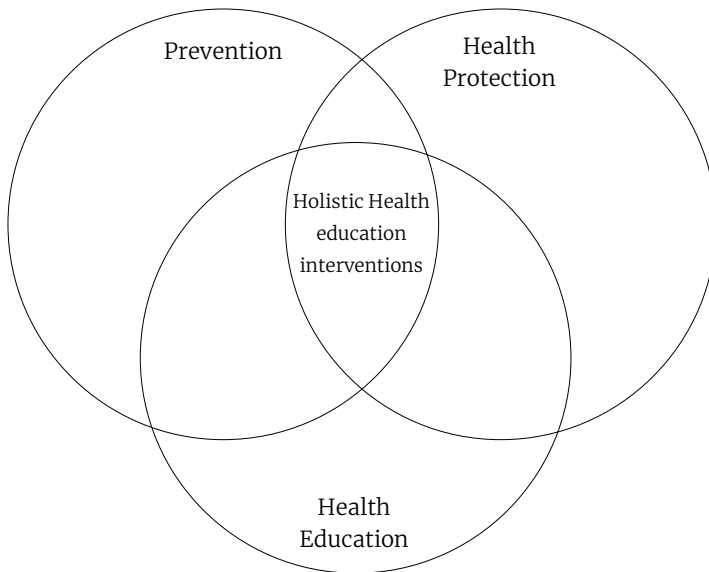 Prevention
Health
Protection
Holistic Health
education
interventions
Health
Education